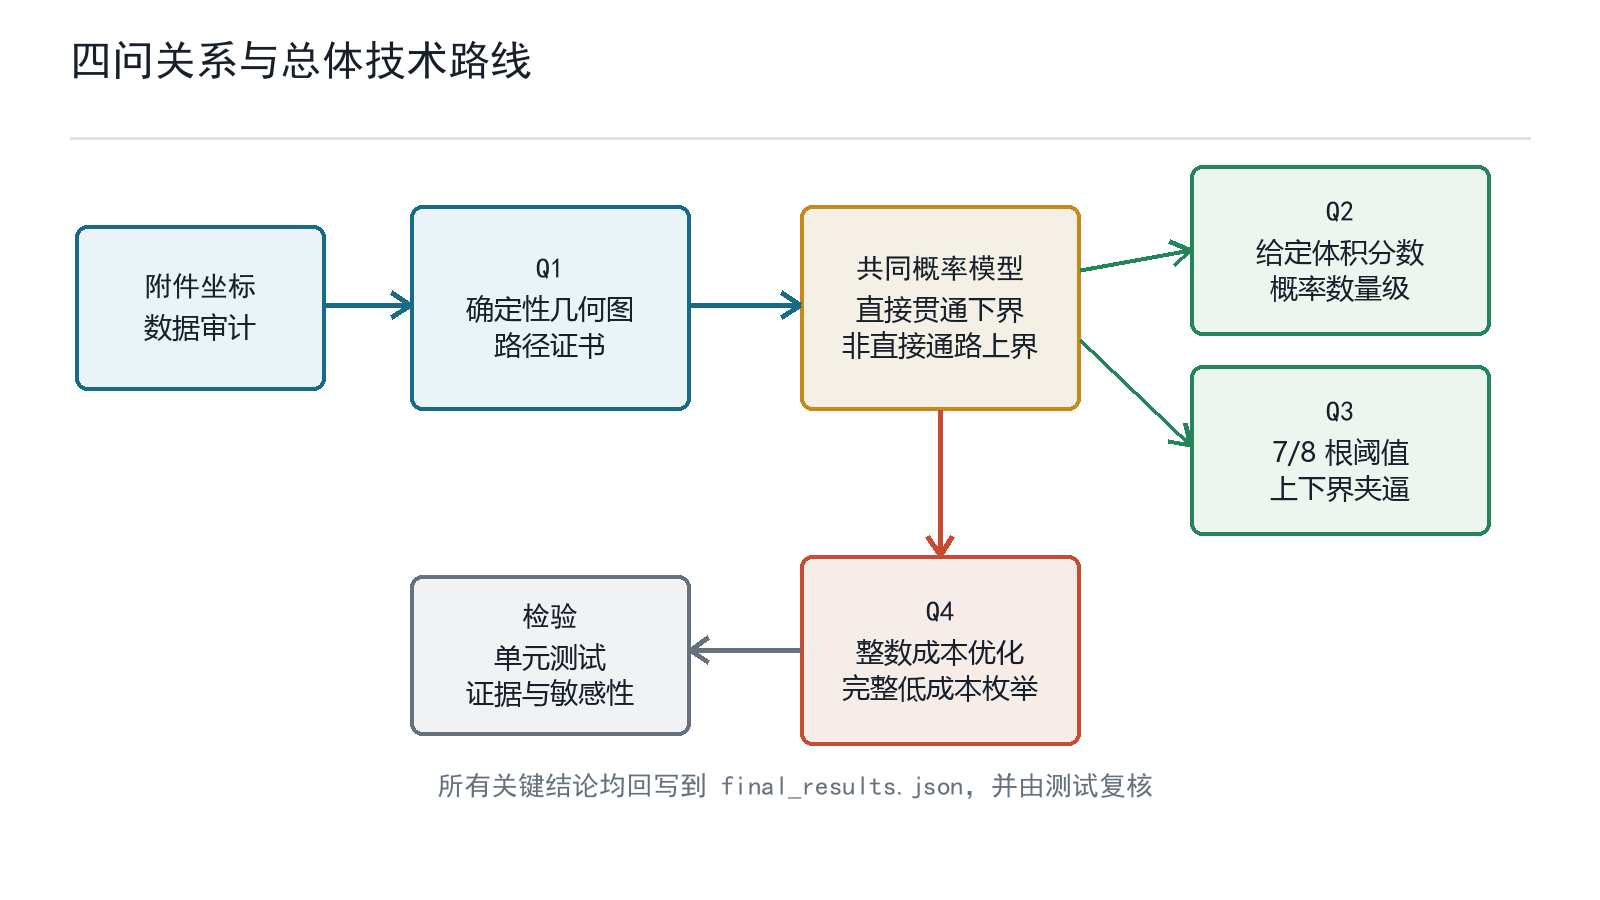 四问关系与总体技术路线
附件坐标
数据审计
Q1
确定性几何图
路径证书
共同概率模型
直接贯通下界
非直接通路上界
Q2
给定体积分数
概率数量级
Q3
7/8 根阈值
上下界夹逼
Q4
整数成本优化
完整低成本枚举
检验
单元测试
证据与敏感性
所有关键结论均回写到 final_results.json，并由测试复核